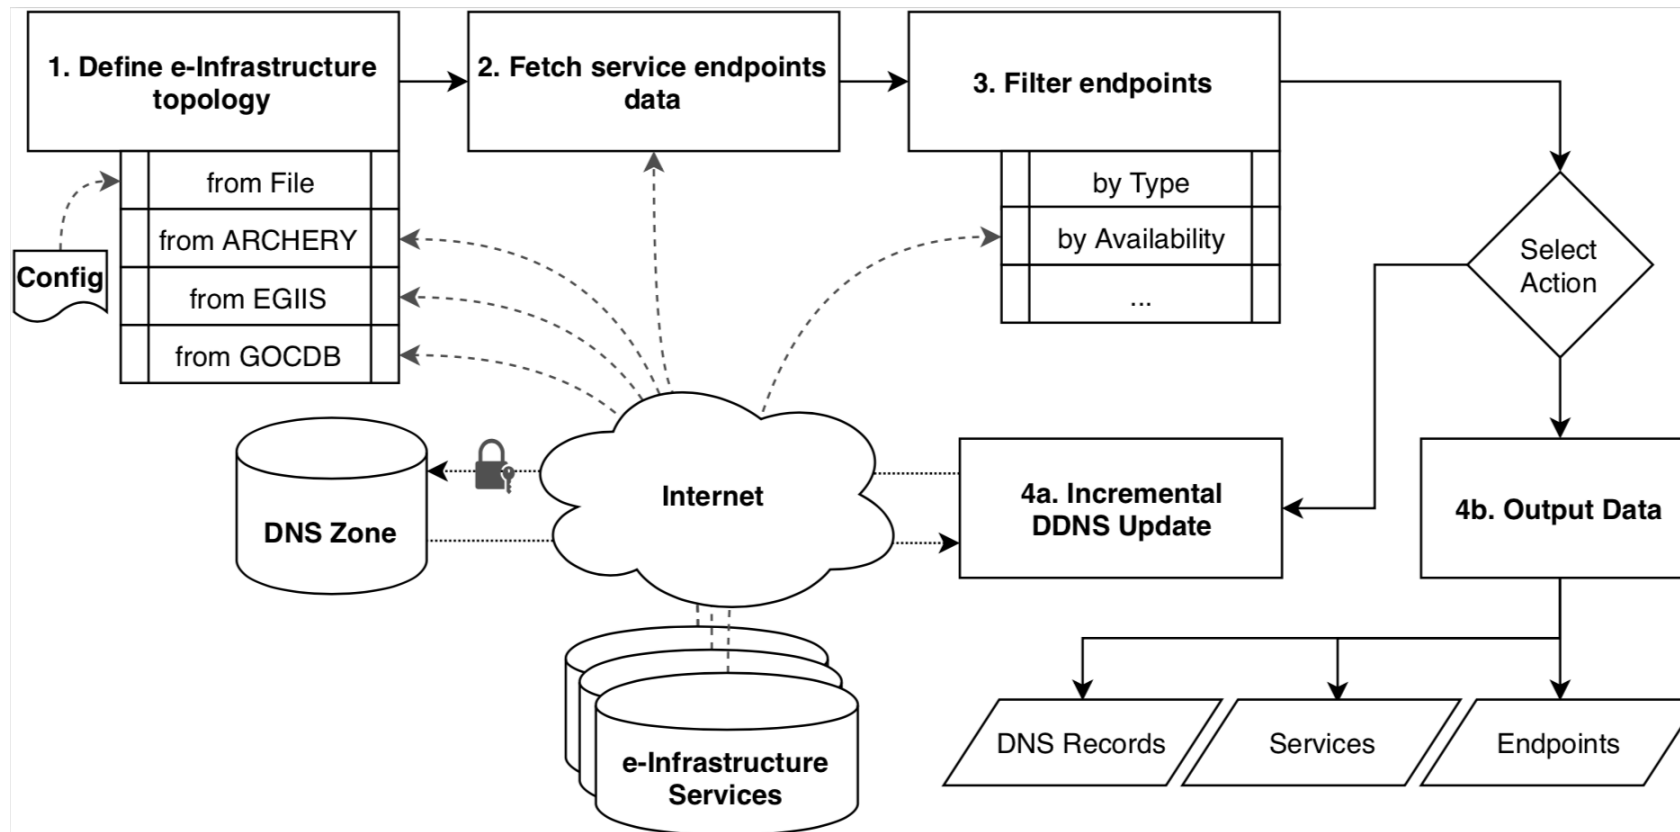 1. Define e-Infrastructure
topology
2. Fetch service endpoints
data
3. Filter endpoints
from File
from ARCHERY
from EGIIS
from GOCDB
Config
by Type
by Availability
...
Select
Action
DNS Zone
Internet
4a. Incremental
DDNS Update
4b. Output Data
e-Infrastructure
Services
DNS Records
Services
Endpoints